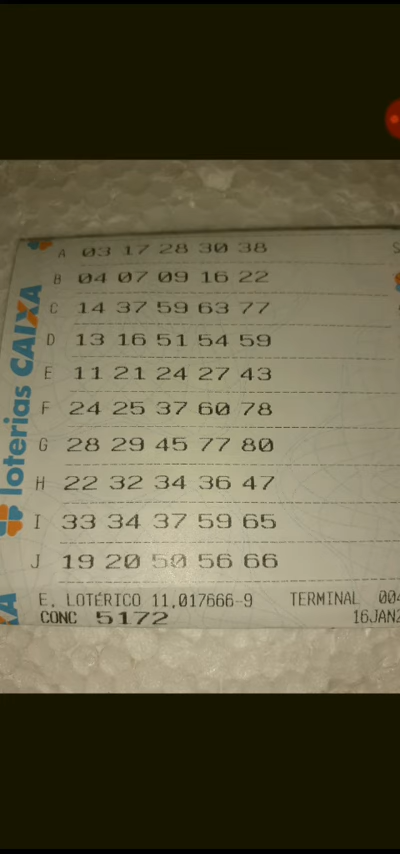 A 03 17 28 30 38
B 04 07 09 16 22
C 14 37 59 63 77
D 13 16 51 54 59
E 11 21 24 27 43
F 24 25 37 60 78
G 28 29 45 77 80
H 22 32 34 36 47
I 33 34 37 59 65
J 19 20 50 56 66
E. LOTÉRICO 11.017666-9 TERMINAL 004
CONC 5172 16JAN2
loterias CAIXA